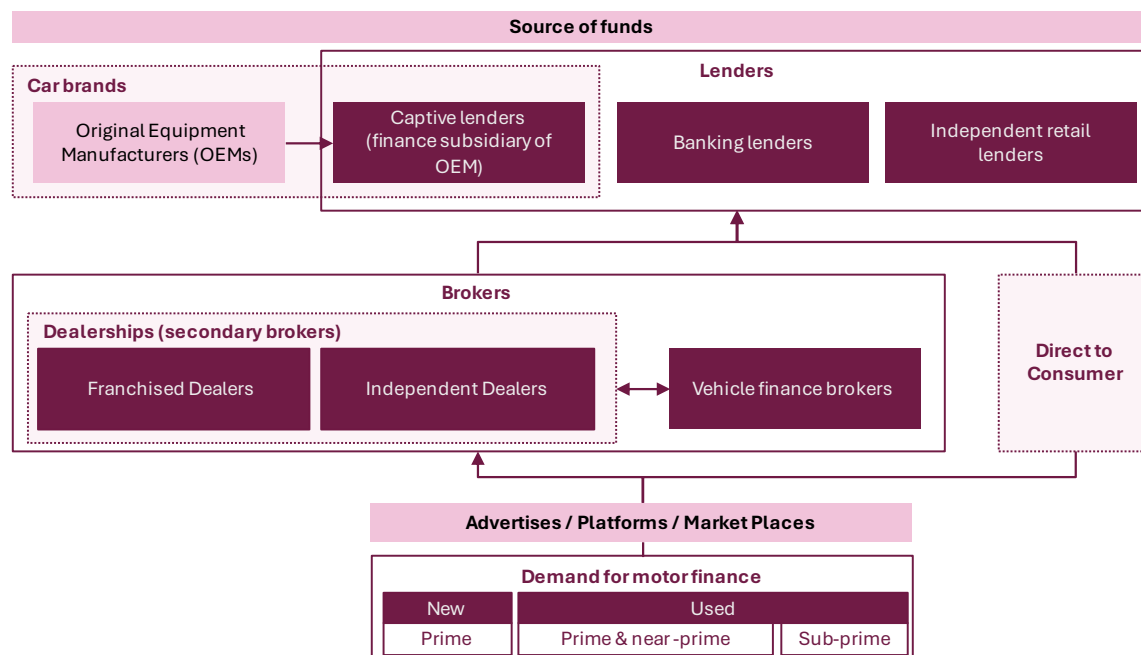 Source of funds
Lenders
Car brands
Original Equipment
Manufacturers (OEMs)
Captive lenders
(finance subsidiary of
OEM)
Banking lenders
Independent retail
lenders
Brokers
Dealerships (secondary brokers)
Franchised Dealers
Independent Dealers
Vehicle finance brokers
Direct to
Consumer
Advertises / Platforms / Market Places
Demand for motor finance
New
Used
Prime
Prime & near-prime
Sub-prime